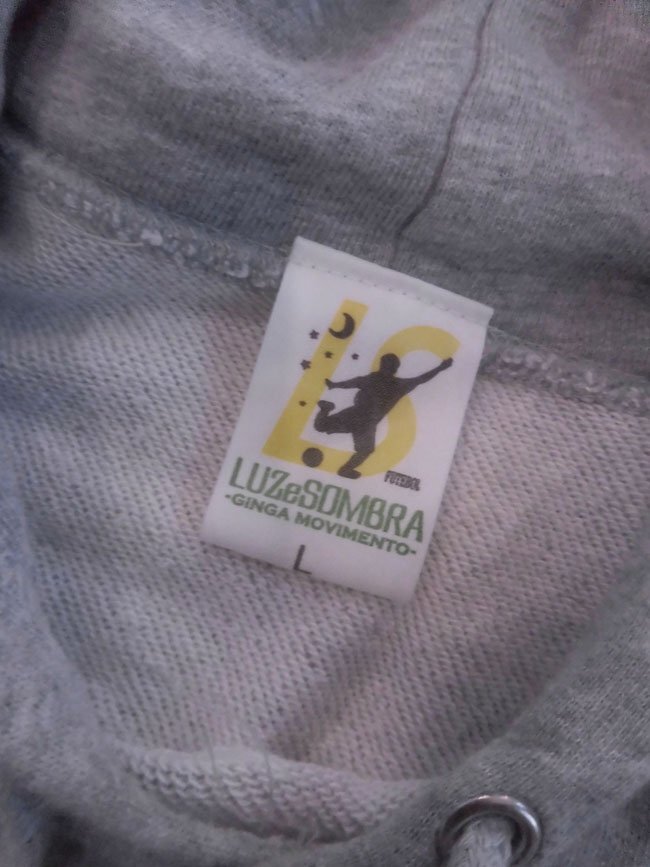 LS
FUTEBOL
LUZeSOMBRA
-GiNGA MOVIMENTO-
L